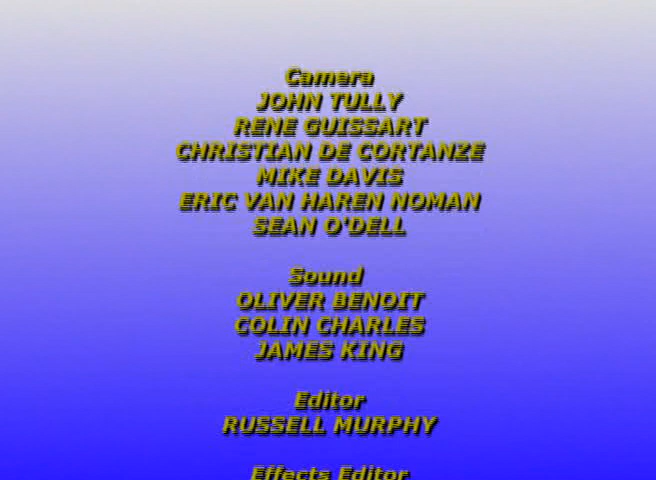 Camera
JOHN TULLY
RENE GUISSART
CHRISTIAN DE CORTANZE
MIKE DAVIS
ERIC VAN HAREN NOMAN
SEAN O'DELL
Sound
OLIVER BENOIT
COLIN CHARLES
JAMES KING
Editor
RUSSELL MURPHY
Effects Editor